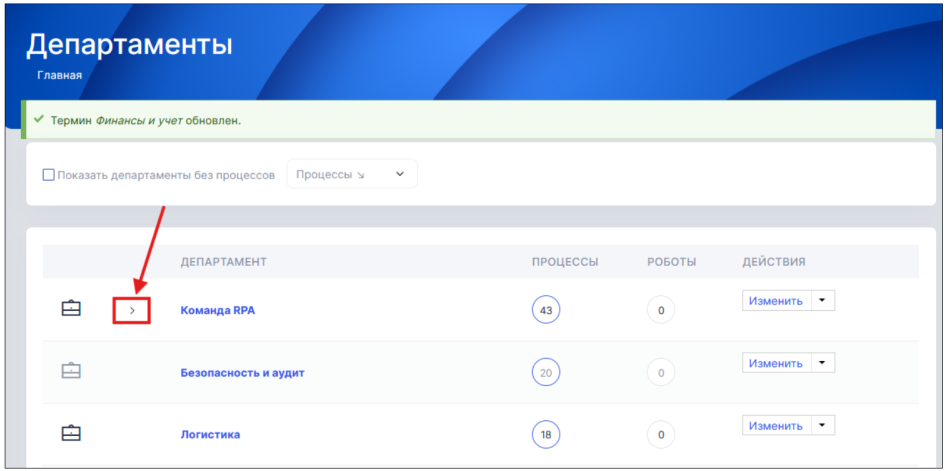 Департаменты
Главная
Термин Финансы и учет обновлен.
Показать департаменты без процессов Процессы ↘
ДЕПАРТАМЕНТ ПРОЦЕССЫ РОБОТЫ ДЕЙСТВИЯ
Команда RPA 43 0 Изменить
Безопасность и аудит 20 0 Изменить
Логистика 18 0 Изменить